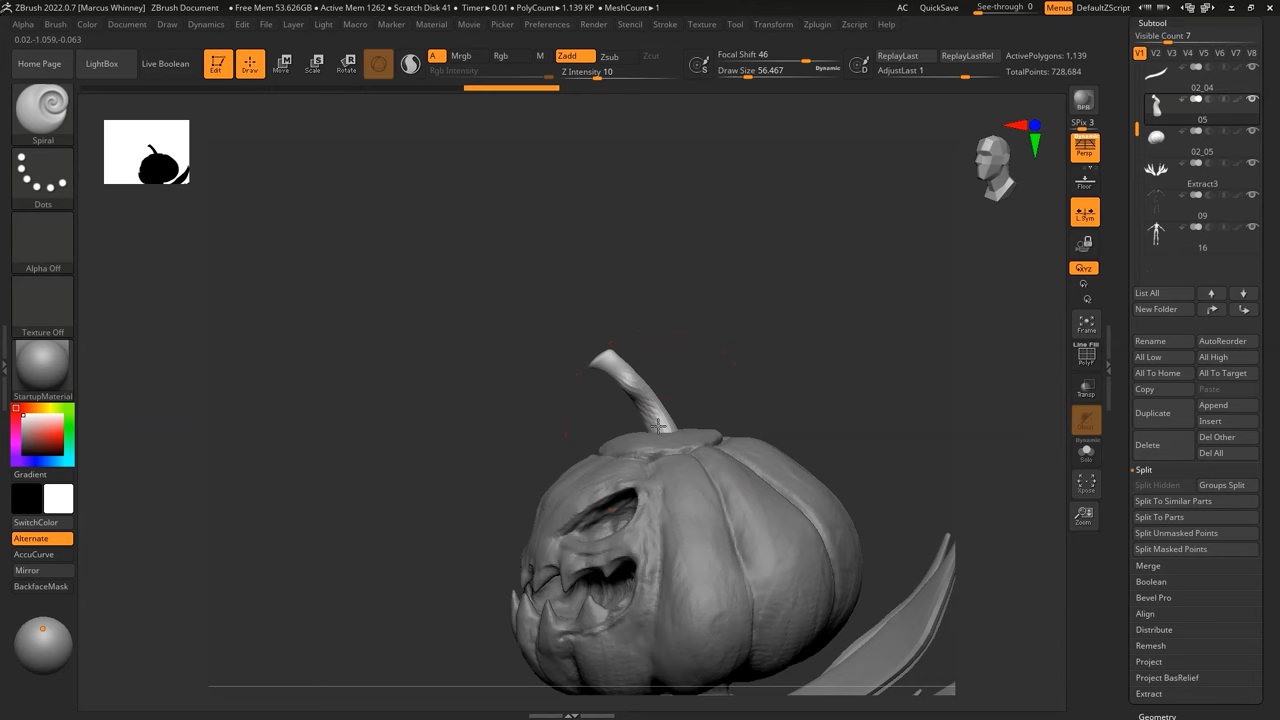 ZBrush 2022.0.7 [Marcus Whinney] ZBrush Document • Free Mem 53.626GB • Active Mem 1262 • Scratch Disk 41 • Timer▸0.01 • PolyCount▸1.139 KP • MeshCount▸1 AC QuickSave See-through 0 Menus DefaultZScript
Alpha Brush Color Document Draw Dynamics Edit File Layer Light Macro Marker Material Movie Picker Preferences Render Stencil Stroke Texture Tool Transform Zplugin Zscript Help
0.02,-1.059,-0.063
Home Page LightBox Live Boolean Edit Draw Move Scale Rotate A Mrgb Rgb M Zadd Zsub Zcut
Rgb Intensity Z Intensity 10
Focal Shift 46
Draw Size 56.467 Dynamic
S D
ReplayLast ReplayLastRel
AdjustLast 1
ActivePolygons: 1,139
TotalPoints: 728,684
Spiral
Dots
Alpha Off
Texture Off
StartupMaterial
Gradient
SwitchColor
Alternate
AccuCurve
Mirror
BackfaceMask
BPR
SPix 3
Dynamic
Persp
Floor
L.Sym
XYZ
Frame
Line Fill
PolyF
Transp
Ghost
Dynamic
Solo
Xpose
Zoom
Subtool
Visible Count 7
V1 V2 V3 V4 V5 V6 V7 V8
02_04
05
02_05
Extract3
09
16
List All
New Folder
Rename AutoReorder
All Low All High
All To Home All To Target
Copy Paste
Duplicate Append
Insert
Delete Del Other
Del All
Split
Split Hidden Groups Split
Split To Similar Parts
Split To Parts
Split Unmasked Points
Split Masked Points
Merge
Boolean
Bevel Pro
Align
Distribute
Remesh
Project
Project BasRelief
Extract
Geometry